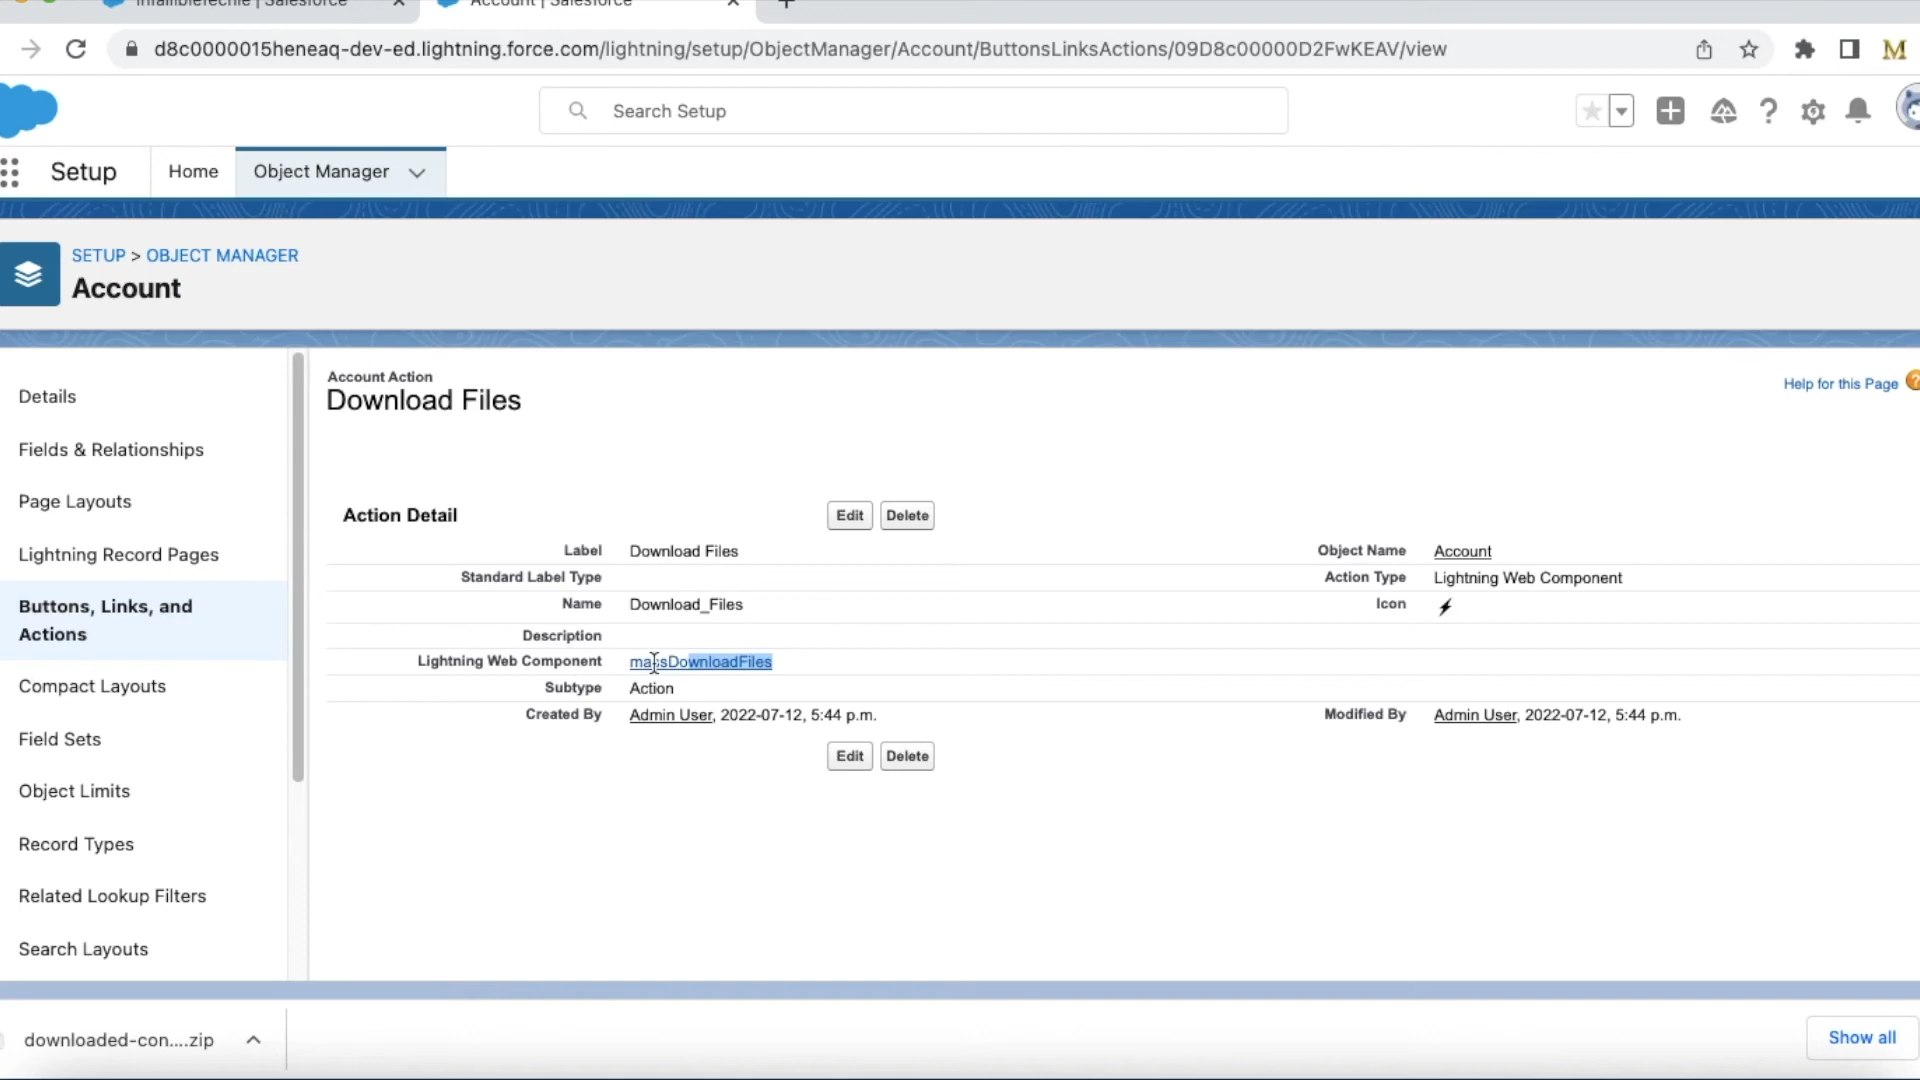 InfallibleTechie | Salesforce
Account | Salesforce
d8c0000015heneaq-dev-ed.lightning.force.com/lightning/setup/ObjectManager/Account/ButtonsLinksActions/09D8c00000D2FwKEAV/view
M
Search Setup
Setup
Home
Object Manager
SETUP > OBJECT MANAGER
Account
Details
Fields & Relationships
Page Layouts
Lightning Record Pages
Buttons, Links, and
Actions
Compact Layouts
Field Sets
Object Limits
Record Types
Related Lookup Filters
Search Layouts
Account Action
Download Files
Help for this Page ?
Action Detail
Edit Delete
Label Download Files Object Name Account
Standard Label Type Action Type Lightning Web Component
Name Download_Files Icon
Description
Lightning Web Component massDownloadFiles
Subtype Action
Created By Admin User, 2022-07-12, 5:44 p.m. Modified By Admin User, 2022-07-12, 5:44 p.m.
Edit Delete
downloaded-con....zip
Show all